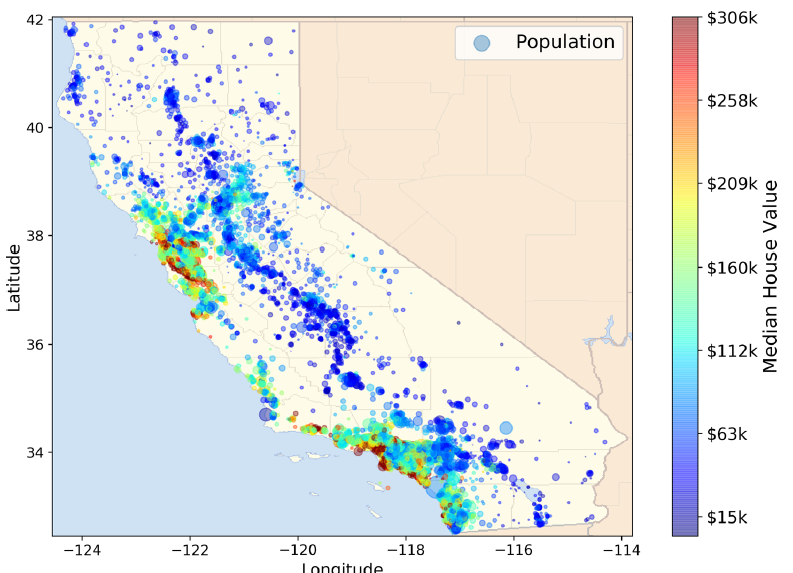 42
40
38
36
34
−124
−122
−120
−118
−116
−114
Latitude
Longitude
Population
$306k
$258k
$209k
$160k
$112k
$63k
$15k
Median House Value